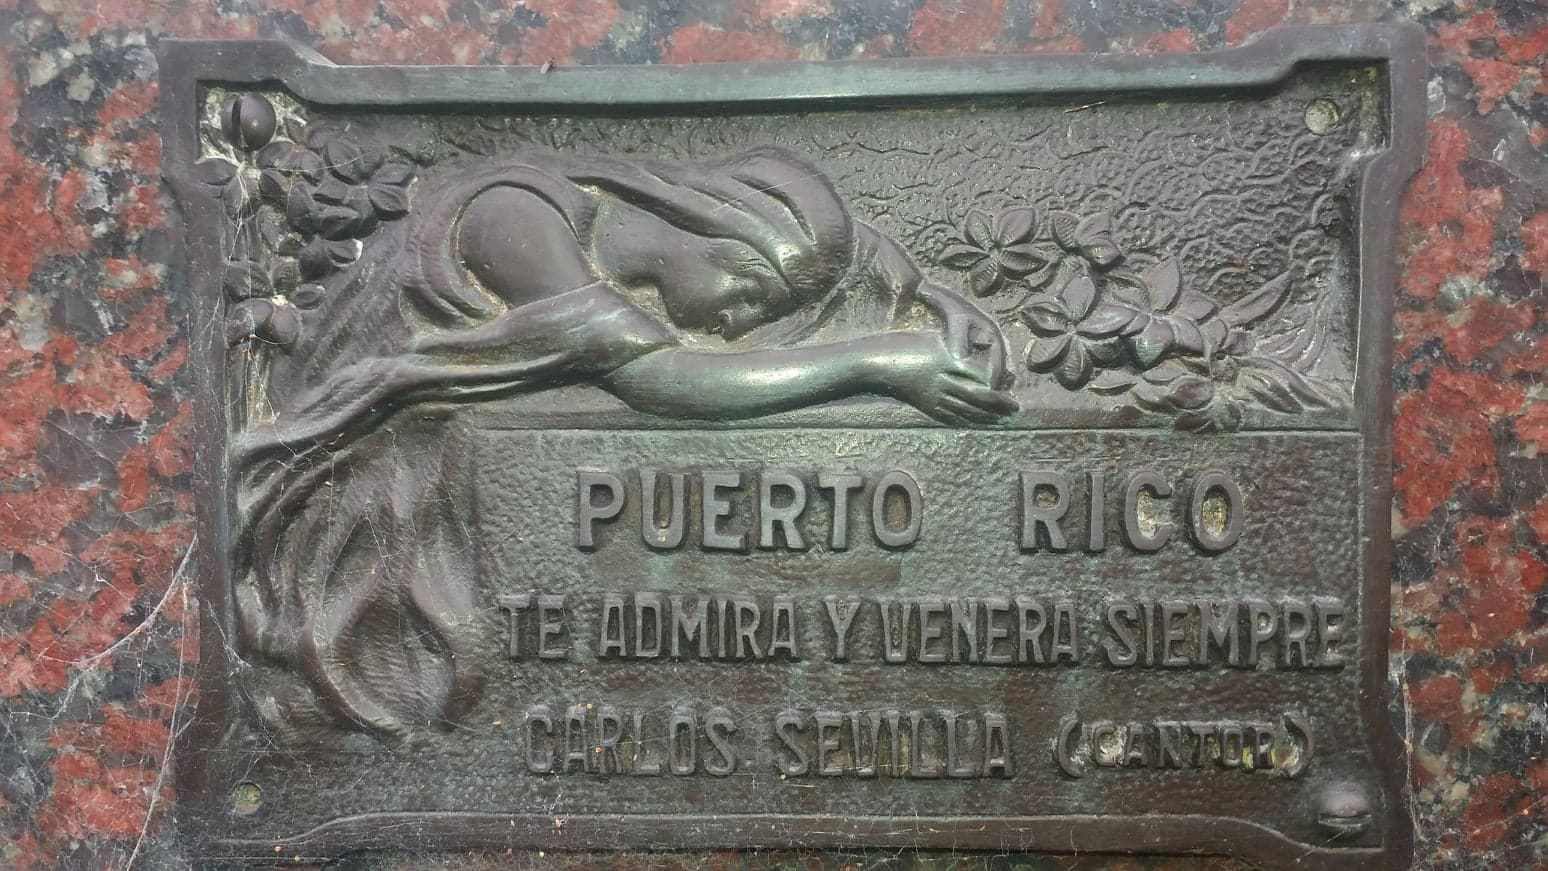 PUERTO RICO
TE ADMIRA Y VENERA SIEMPRE
CARLOS SEVILLA (CANTOR)